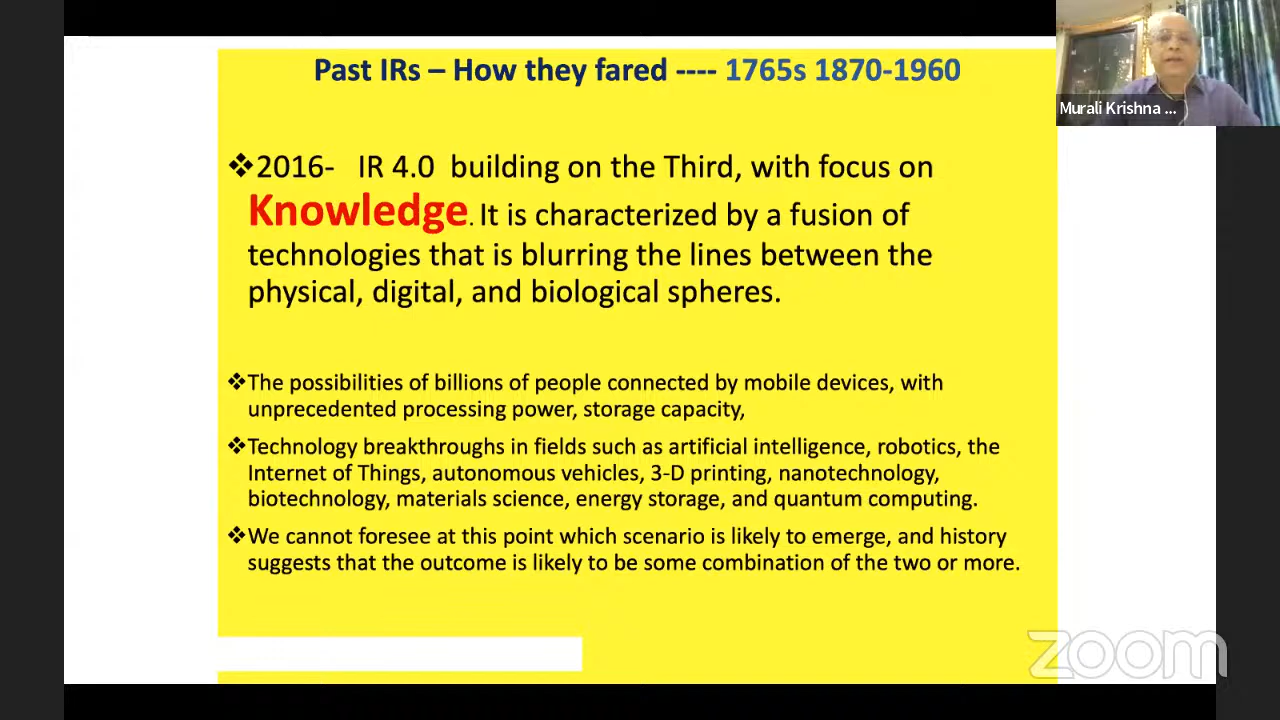 Past IRs – How they fared ---- 1765s 1870-1960
Murali Krishna ...
❖2016- IR 4.0 building on the Third, with focus on
Knowledge. It is characterized by a fusion of
technologies that is blurring the lines between the
physical, digital, and biological spheres.
❖The possibilities of billions of people connected by mobile devices, with
unprecedented processing power, storage capacity,
❖Technology breakthroughs in fields such as artificial intelligence, robotics, the
Internet of Things, autonomous vehicles, 3-D printing, nanotechnology,
biotechnology, materials science, energy storage, and quantum computing.
❖We cannot foresee at this point which scenario is likely to emerge, and history
suggests that the outcome is likely to be some combination of the two or more.
zoom